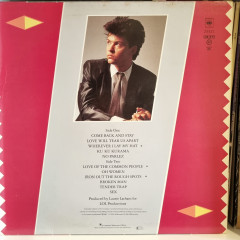 Side One
COME BACK AND STAY
LOVE WILL TEAR US APART
WHEREVER I LAY MY HAT
KU KU KURAMA
NO PARLEZ
Side Two
LOVE OF THE COMMON PEOPLE
OH WOMEN
IRON OUT THE ROUGH SPOTS
BROKEN MAN
TENDER TRAP
SEX
Produced by Laurie Latham for